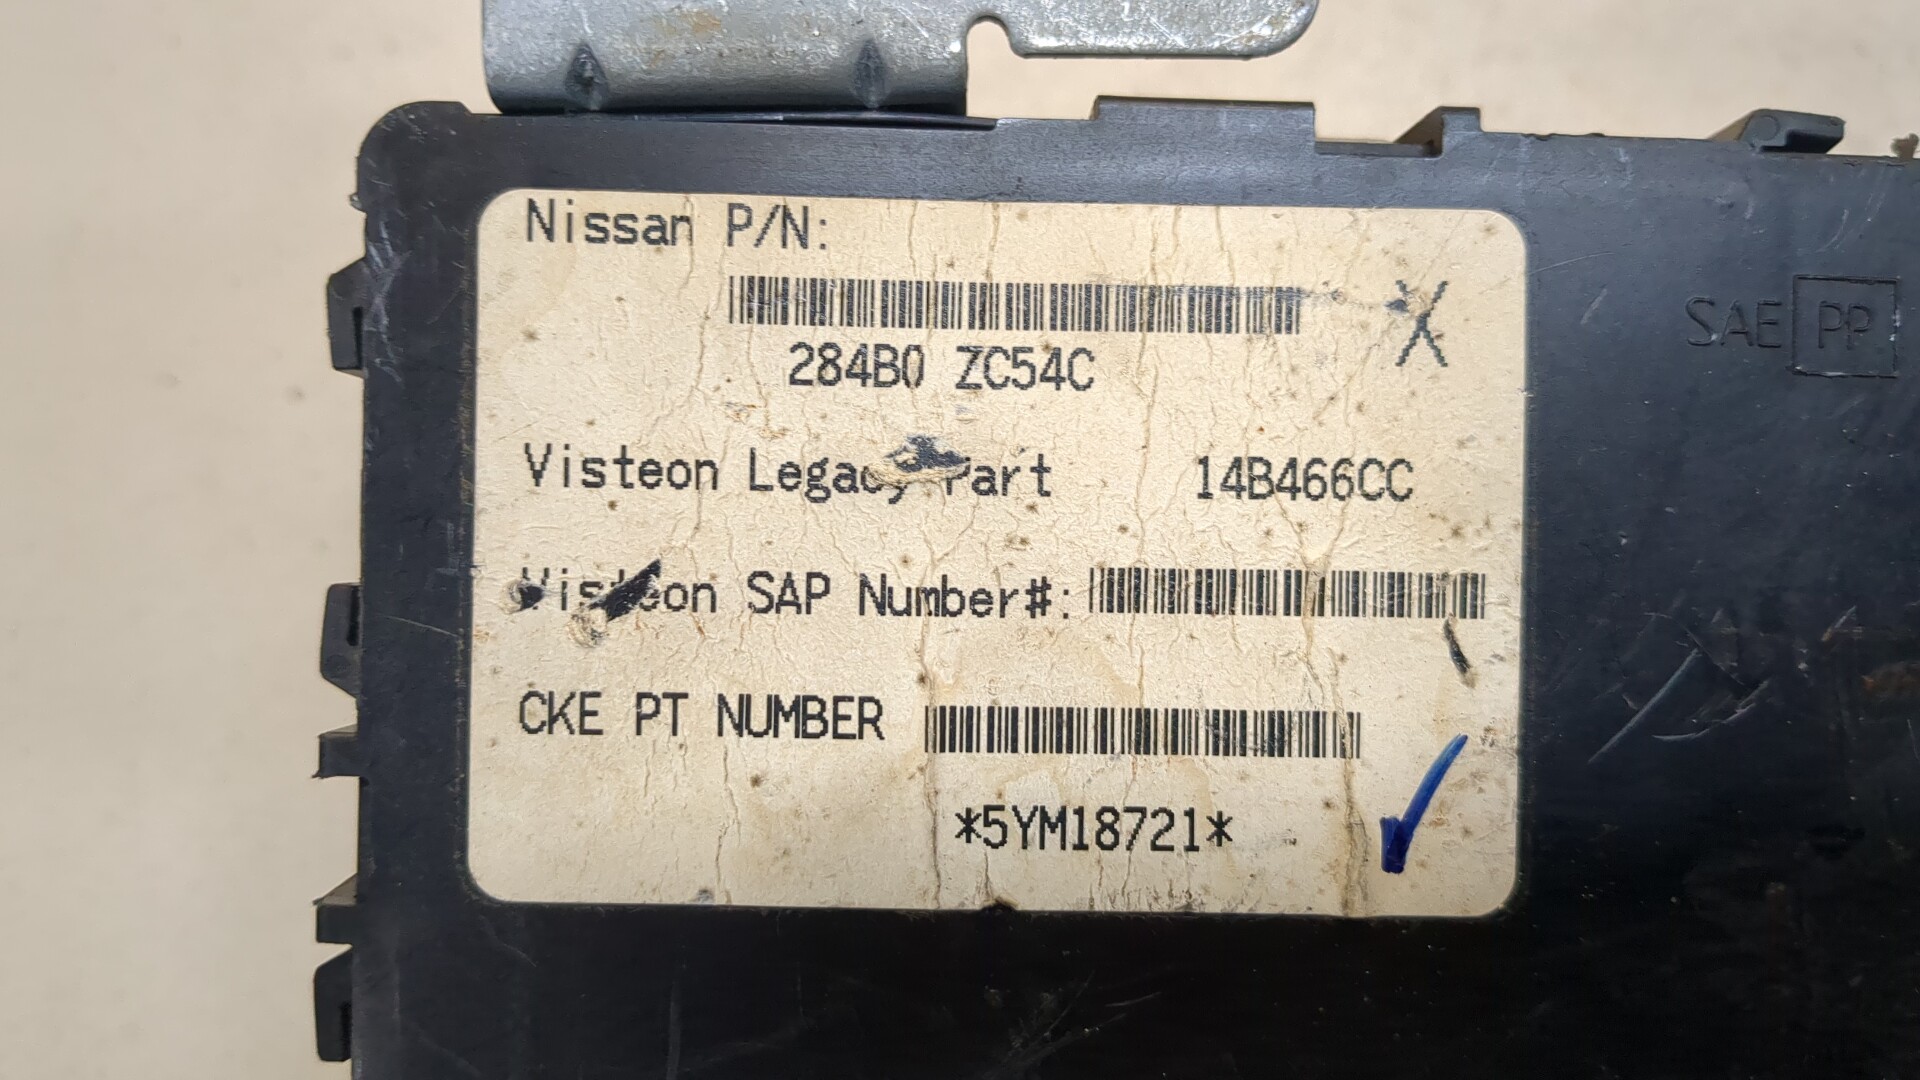 Nissan P/N:
X
284B0 ZC54C
SAE PP
Visteon Legacy Part 14B466CC
Visteon SAP Number#:
CKE PT NUMBER
*5YM18721*